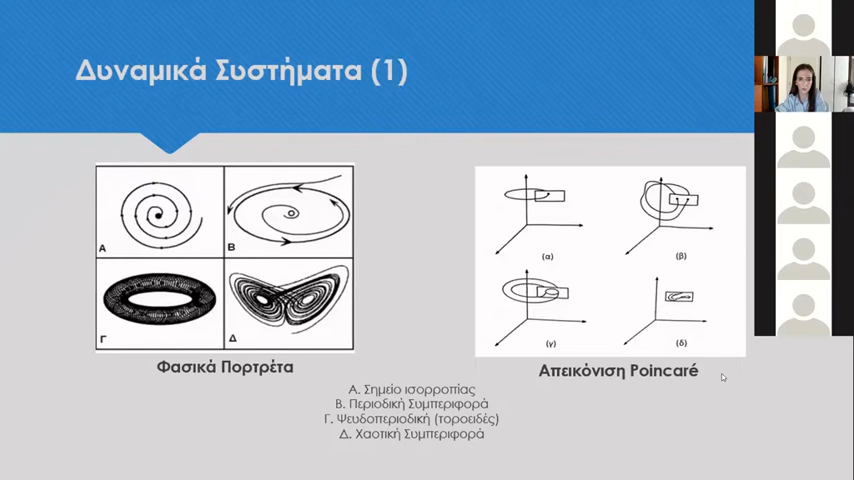 Δυναμικά Συστήματα (1)
A
B
Γ
Δ
(α)
(β)
(γ)
(δ)
Φασικά Πορτρέτα
Απεικόνιση Poincaré
Α. Σημείο ισορροπίας
Β. Περιοδική Συμπεριφορά
Γ. Ψευδοπεριοδική (τοροειδές)
Δ. Χαοτική Συμπεριφορά